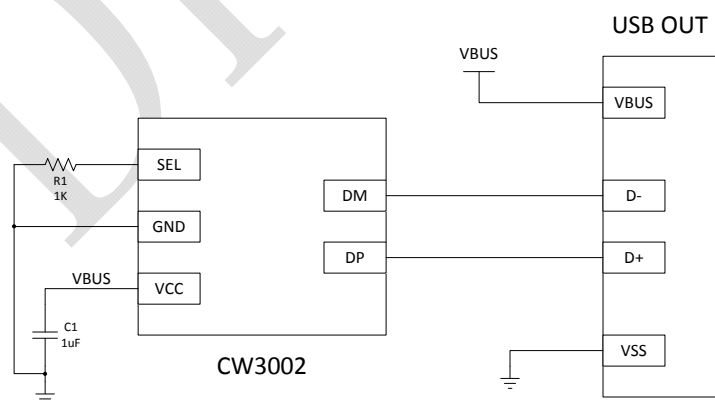 USB OUT
VBUS
VBUS
SEL
R1
1K
DM
D-
GND
DP
D+
VBUS
VCC
C1
1uF
VSS
CW3002